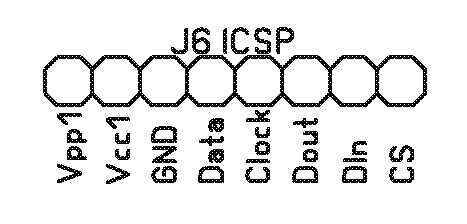 J6 ICSP
Vpp1
Vcc1
GND
Data
Clock
Dout
DIn
CS